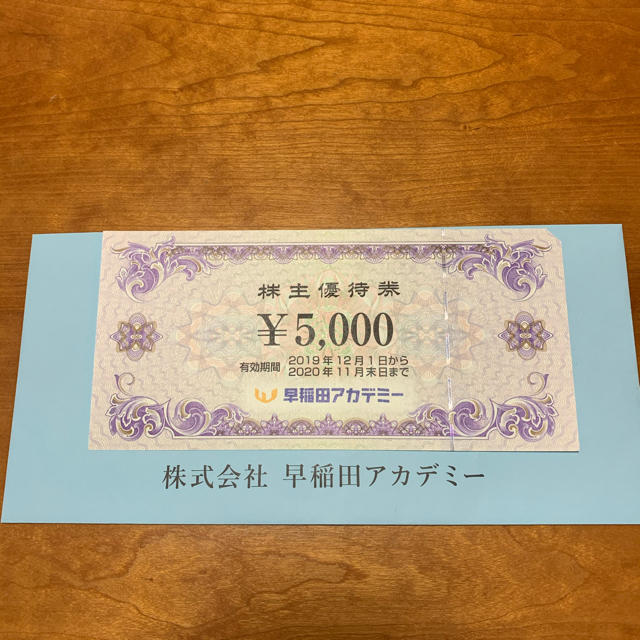 株主優待券
￥5,000
有効期間 2019年12月1日から
2020年11月末日まで
早稲田アカデミー
株式会社 早稲田アカデミー